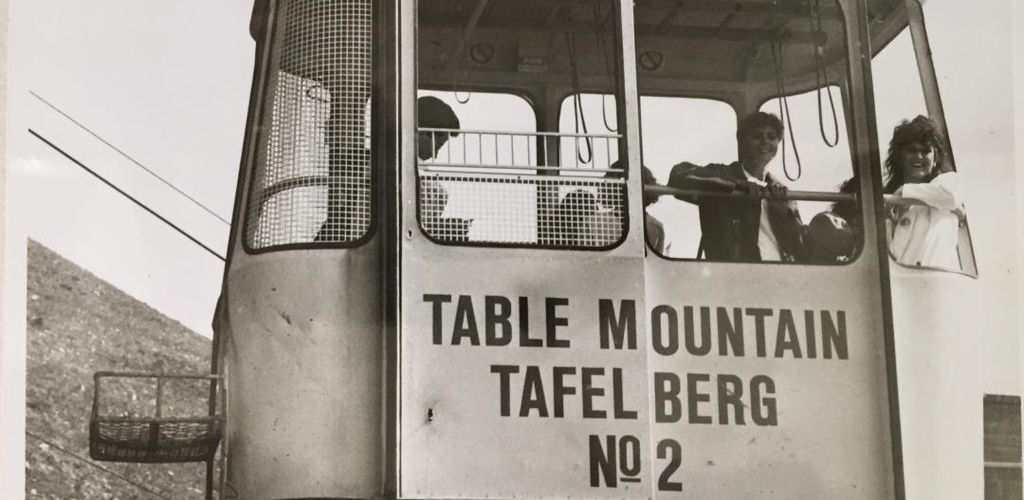 TABLE MOUNTAIN
TAFELBERG
Nº 2